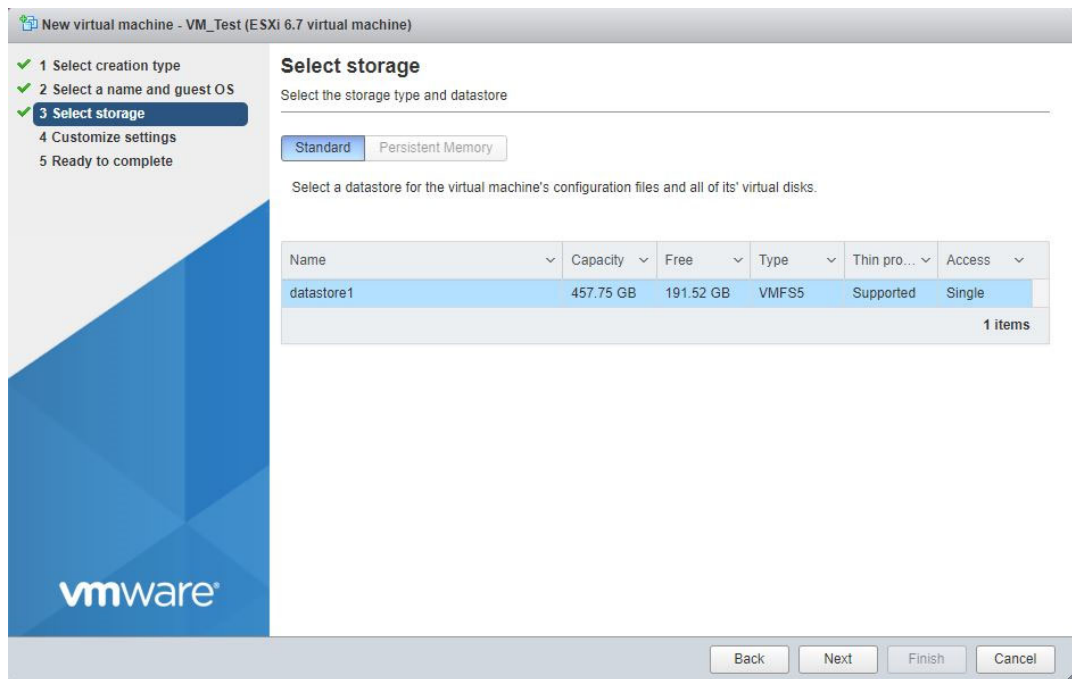 New virtual machine - VM_Test (ESXi 6.7 virtual machine)
1 Select creation type
2 Select a name and guest OS
3 Select storage
4 Customize settings
5 Ready to complete
Select storage
Select the storage type and datastore
Standard Persistent Memory
Select a datastore for the virtual machine's configuration files and all of its' virtual disks.
Name Capacity Free Type Thin pro... Access
datastore1 457.75 GB 191.52 GB VMFS5 Supported Single
1 items
vmware®
Back Next Finish Cancel